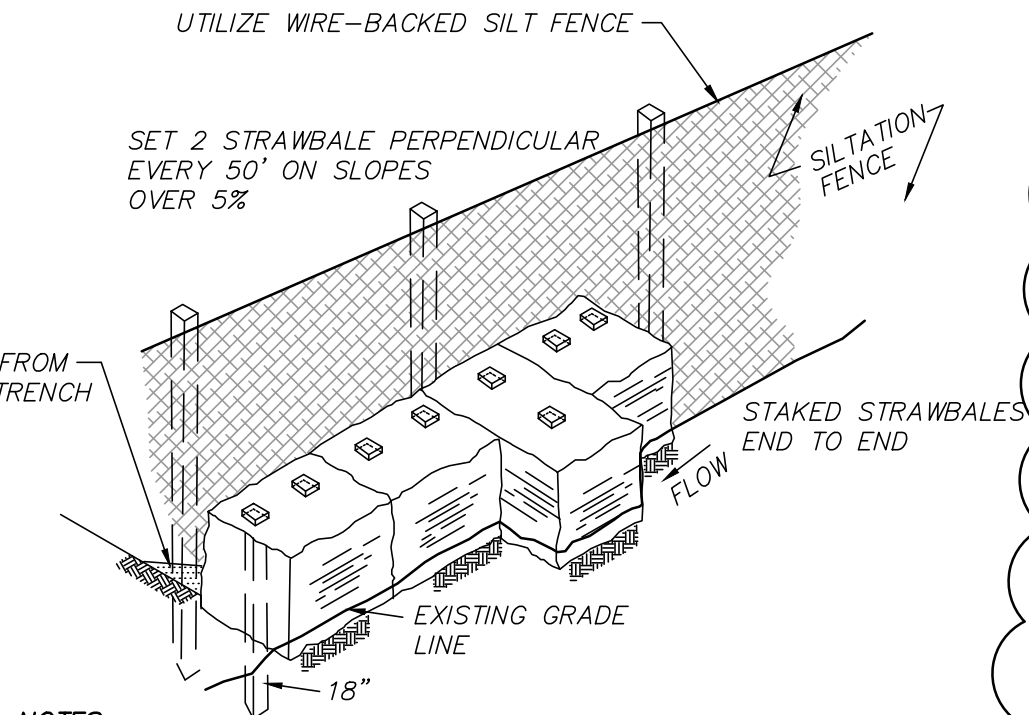 UTILIZE WIRE-BACKED SILT FENCE
SET 2 STRAWBALE PERPENDICULAR
EVERY 50' ON SLOPES
OVER 5%
SILTATION
FENCE
FROM
TRENCH
STAKED STRAWBALES
END TO END
FLOW
EXISTING GRADE
LINE
18"
NOTES